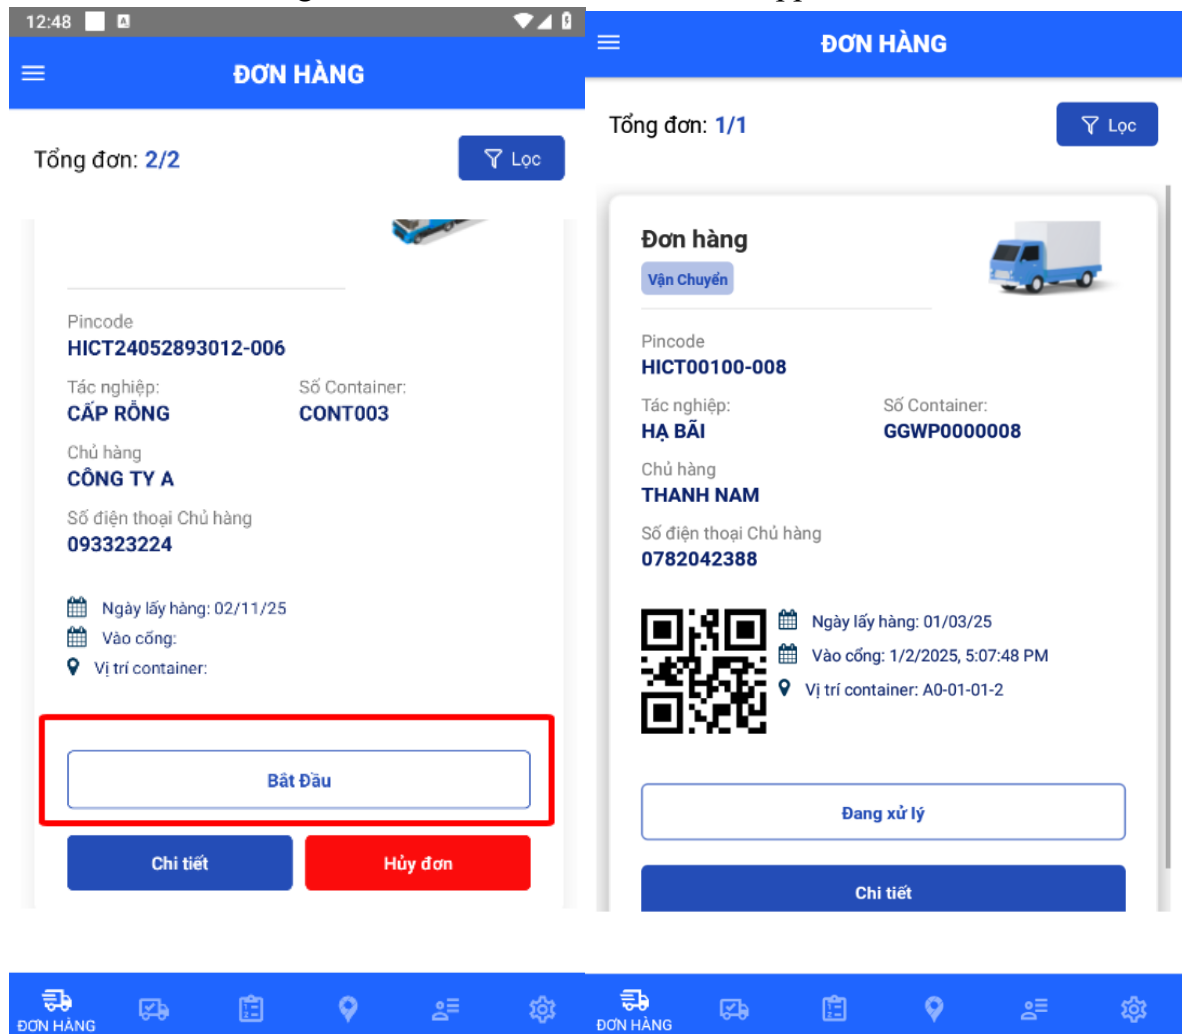 12:48
ĐƠN HÀNG
Tổng đơn: 2/2
Lọc
Pincode
HICT24052893012-006
Tác nghiệp:
Số Container:
CẤP RỖNG
CONT003
Chủ hàng
CÔNG TY A
Số điện thoại Chủ hàng
093323224
Ngày lấy hàng: 02/11/25
Vào cổng:
Vị trí container:
Bắt Đầu
Chi tiết
Hủy đơn
ĐƠN HÀNG
ĐƠN HÀNG
Tổng đơn: 1/1
Lọc
Đơn hàng
Vận Chuyển
Pincode
HICT00100-008
Tác nghiệp:
Số Container:
HẠ BÃI
GGWP0000008
Chủ hàng
THANH NAM
Số điện thoại Chủ hàng
0782042388
Ngày lấy hàng: 01/03/25
Vào cổng: 1/2/2025, 5:07:48 PM
Vị trí container: A0-01-01-2
Đang xử lý
Chi tiết
ĐƠN HÀNG